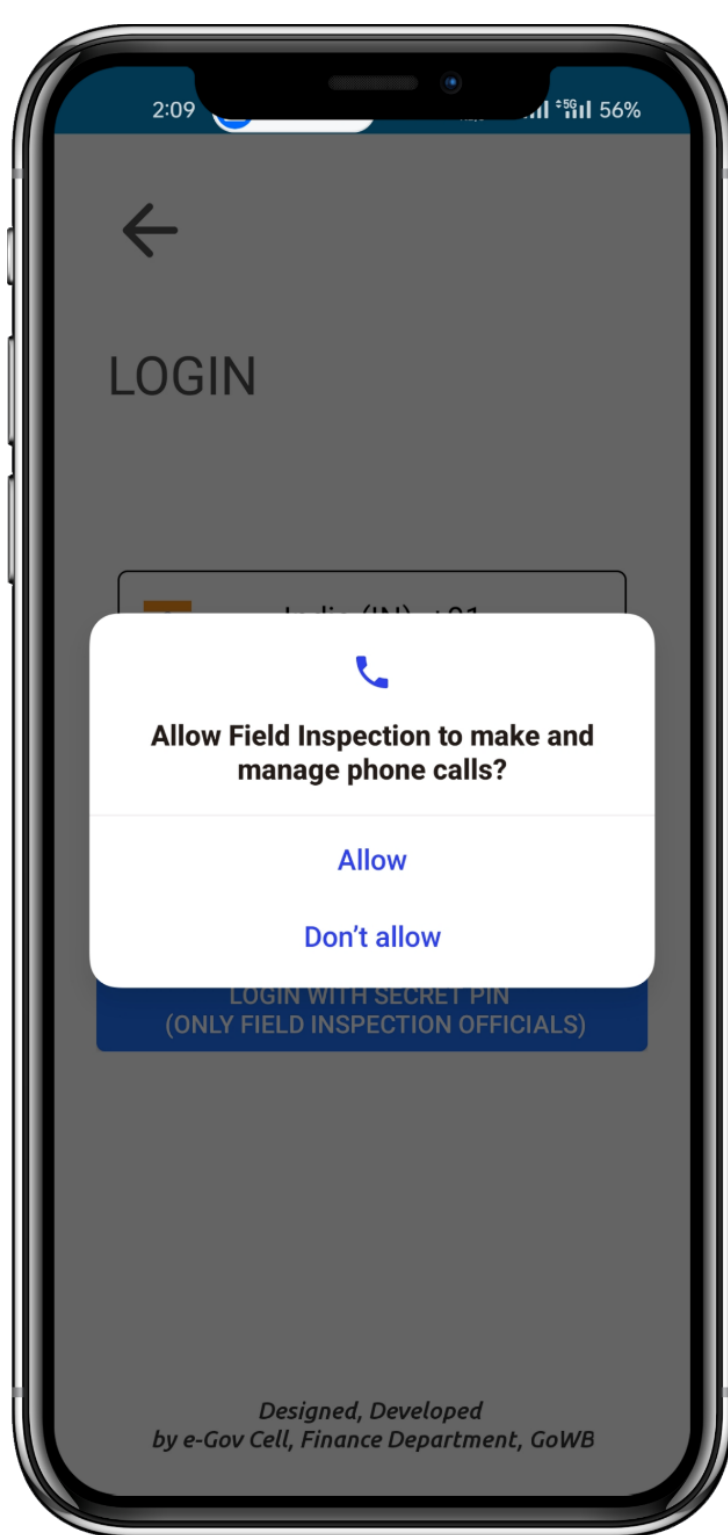 2:09
5G 56%
LOGIN
Allow Field Inspection to make and
manage phone calls?
Allow
Don't allow
LOGIN WITH SECRET PIN
(ONLY FIELD INSPECTION OFFICIALS)
Designed, Developed
by e-Gov Cell, Finance Department, GoWB